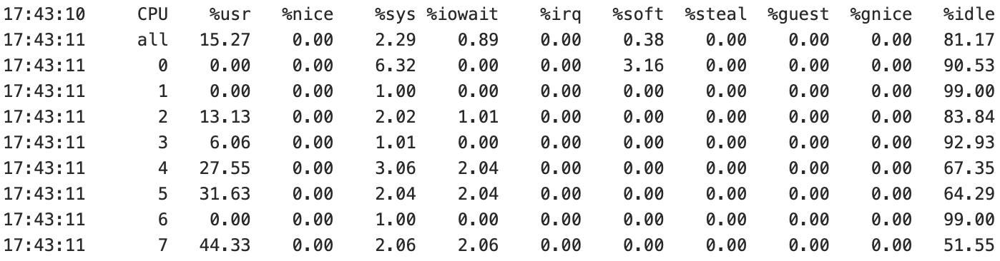 17:43:10     CPU    %usr   %nice    %sys %iowait    %irq   %soft  %steal  %guest  %gnice   %idle
17:43:11     all   15.27    0.00    2.29    0.89    0.00    0.38    0.00    0.00    0.00   81.17
17:43:11       0    0.00    0.00    6.32    0.00    0.00    3.16    0.00    0.00    0.00   90.53
17:43:11       1    0.00    0.00    1.00    0.00    0.00    0.00    0.00    0.00    0.00   99.00
17:43:11       2   13.13    0.00    2.02    1.01    0.00    0.00    0.00    0.00    0.00   83.84
17:43:11       3    6.06    0.00    1.01    0.00    0.00    0.00    0.00    0.00    0.00   92.93
17:43:11       4   27.55    0.00    3.06    2.04    0.00    0.00    0.00    0.00    0.00   67.35
17:43:11       5   31.63    0.00    2.04    2.04    0.00    0.00    0.00    0.00    0.00   64.29
17:43:11       6    0.00    0.00    1.00    0.00    0.00    0.00    0.00    0.00    0.00   99.00
17:43:11       7   44.33    0.00    2.06    2.06    0.00    0.00    0.00    0.00    0.00   51.55